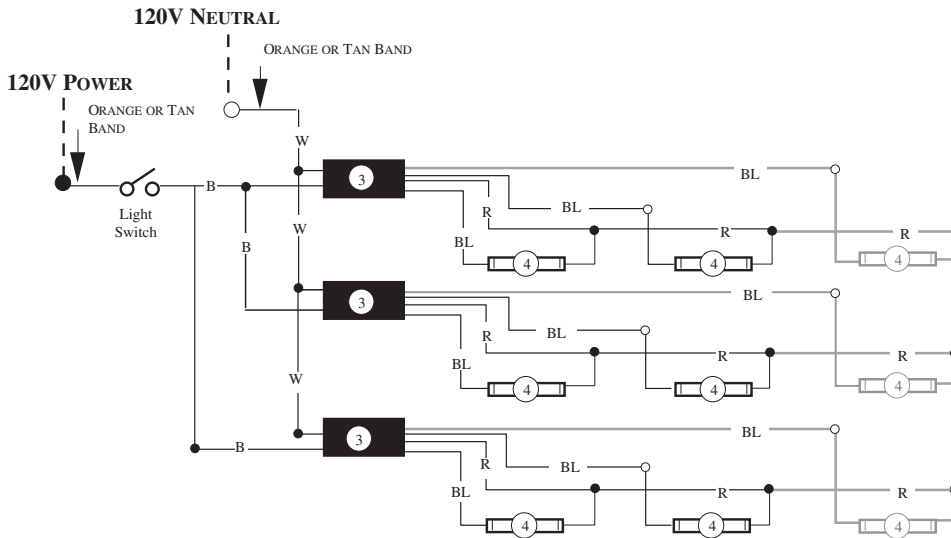 120V NEUTRAL
ORANGE OR TAN BAND
120V POWER
ORANGE OR TAN
BAND
W
3
BL
B
R
BL
R
R
Light
Switch
W
BL
4
4
4
B
3
BL
R
BL
R
R
BL
W
4
4
4
3
BL
B
R
BL
BL
R
R
4
4
4